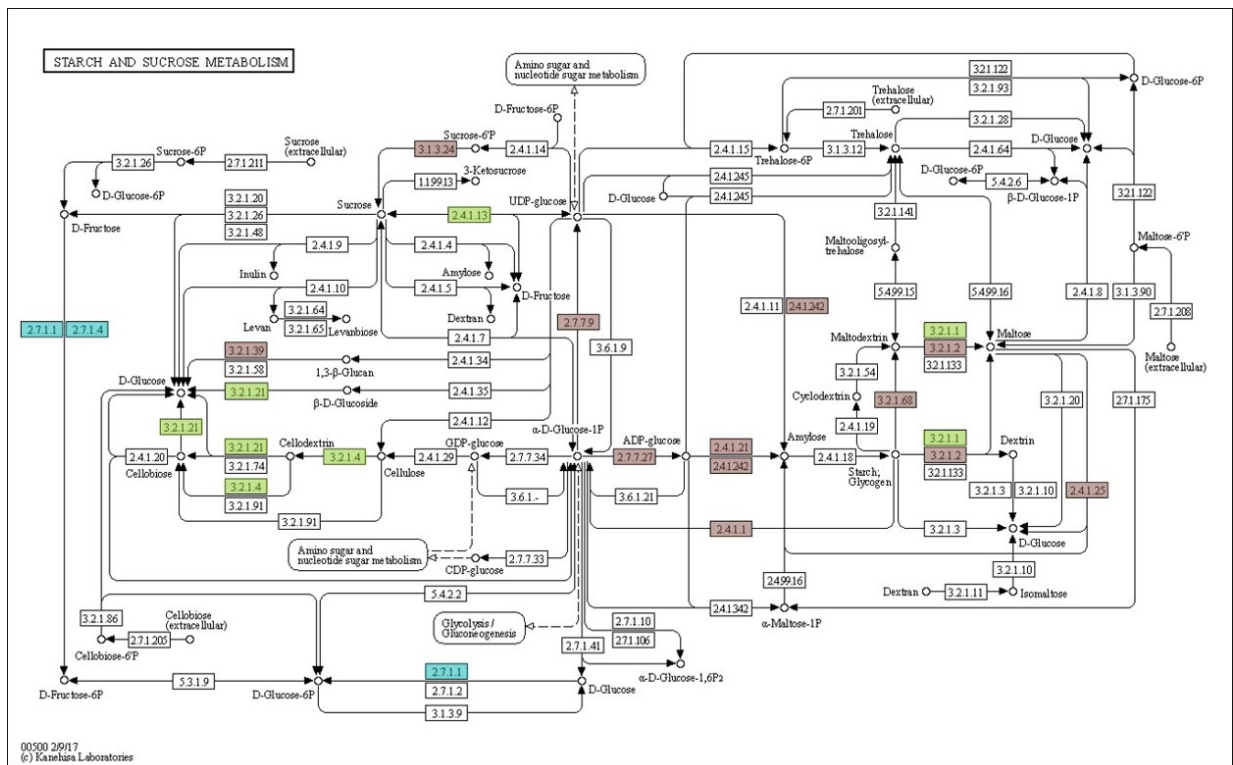 STARCH AND SUCROSE METABOLISM
Amino sugar and
nucleotide sugar metabolism
3.2.1.122
3.2.1.93
D-Glucose-6P
Trehalose
(extracellular)
2.7.1.201
D-Fructose-6P
3.2.1.28
Sucrose-6P
Sucrose
(extracellular)
3.1.3.24
Sucrose-6'P
2.4.1.14
2.4.1.15
Trehalose-6P
3.1.3.12
Trehalose
2.4.1.64
D-Glucose
3.2.1.26
2.7.1.211
3-Ketosucrose
1.1.99.13
2.4.1.245
D-Glucose-6P
5.4.2.6
β-D-Glucose-1P
D-Glucose-6P
3.2.1.20
3.2.1.26
3.2.1.48
D-Fructose
Sucrose
2.4.1.13
UDP-glucose
D-Glucose
2.4.1.245
3.2.1.122
3.2.1.141
2.4.1.9
2.4.1.4
Inulin
Amylose
Maltooligosyl-
trehalose
Maltose-6'P
2.4.1.10
2.4.1.5
D-Fructose
5.4.99.15
5.4.99.16
2.4.1.8
3.1.3.90
Levan
3.2.1.64
3.2.1.65
Levanbiose
Dextran
2.4.1.11
2.4.1.242
2.7.1.208
2.7.1.1
2.7.1.4
2.7.7.9
2.4.1.7
3.6.1.9
Maltodextrin
3.2.1.1
3.2.1.2
3.2.1.133
Maltose
Maltose
(extracellular)
3.2.1.39
3.2.1.58
1,3-β-Glucan
2.4.1.34
3.2.1.54
D-Glucose
3.2.1.21
β-D-Glucoside
2.4.1.35
Cyclodextrin
3.2.1.68
3.2.1.20
2.7.1.175
3.2.1.21
2.4.1.12
2.4.1.19
α-D-Glucose-1P
2.4.1.20
Cellobiose
3.2.1.21
3.2.1.74
Cellodextrin
3.2.1.4
Cellulose
2.4.1.29
GDP-glucose
2.7.7.34
ADP-glucose
2.7.7.27
2.4.1.21
2.4.1.242
Amylose
2.4.1.18
Starch;
Glycogen
3.2.1.1
3.2.1.2
3.2.1.133
Dextrin
3.2.1.4
3.2.1.91
3.6.1.-
3.6.1.21
3.2.1.3
3.2.1.10
2.4.1.25
3.2.1.91
2.4.1.1
3.2.1.3
D-Glucose
Amino sugar and
nucleotide sugar metabolism
CDP-glucose
2.7.7.33
2.4.99.16
3.2.1.10
Dextran
3.2.1.11
Isomaltose
5.4.2.2
2.4.1.342
α-Maltose-1P
3.2.1.86
Cellobiose
(extracellular)
2.7.1.205
Cellobiose-6'P
Glycolysis /
Gluconeogenesis
2.7.1.10
2.7.1.106
2.7.1.41
α-D-Glucose-1,6P2
D-Fructose-6P
5.3.1.9
D-Glucose-6P
2.7.1.1
2.7.1.2
3.1.3.9
D-Glucose
00500 2/9/17
(c) Kanehisa Laboratories